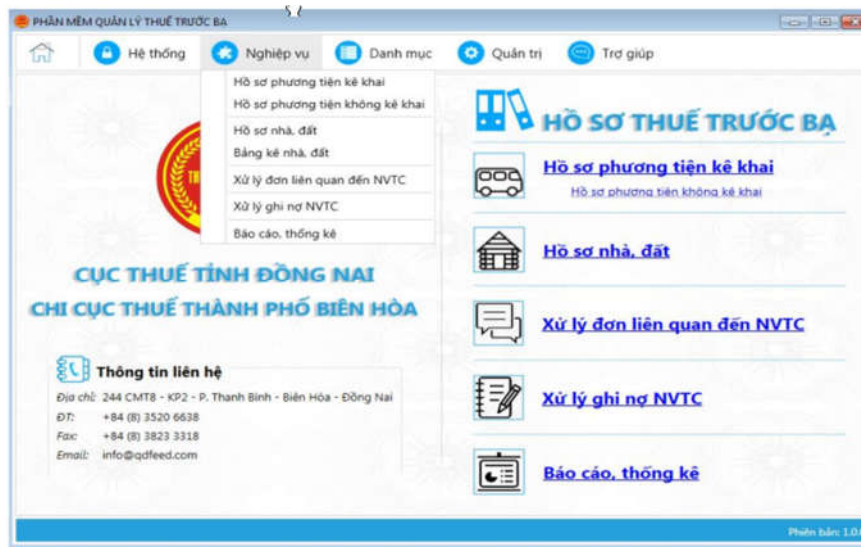 PHẦN MỀM QUẢN LÝ THUẾ TRƯỚC BẠ
Hệ thống
Nghiệp vụ
Danh mục
Quản trị
Trợ giúp
Hồ sơ phương tiện kê khai
Hồ sơ phương tiện không kê khai
Hồ sơ nhà, đất
Bảng kê nhà, đất
Xử lý đơn liên quan đến NVTC
Xử lý ghi nợ NVTC
Báo cáo, thống kê
CỤC THUẾ TỈNH ĐỒNG NAI
CHI CỤC THUẾ THÀNH PHỐ BIÊN HÒA
Thông tin liên hệ
Địa chỉ: 244 CMT8 - KP2 - P. Thanh Bình - Biên Hóa - Đồng Nai
ĐT: +84 (8) 3520 6638
Fax: +84 (8) 3823 3318
Email: info@qdfeed.com
HỒ SƠ THUẾ TRƯỚC BẠ
Hồ sơ phương tiện kê khai
Hồ sơ phương tiện không kê khai
Hồ sơ nhà, đất
Xử lý đơn liên quan đến NVTC
Xử lý ghi nợ NVTC
Báo cáo, thống kê
Phiên bản: 1.0.